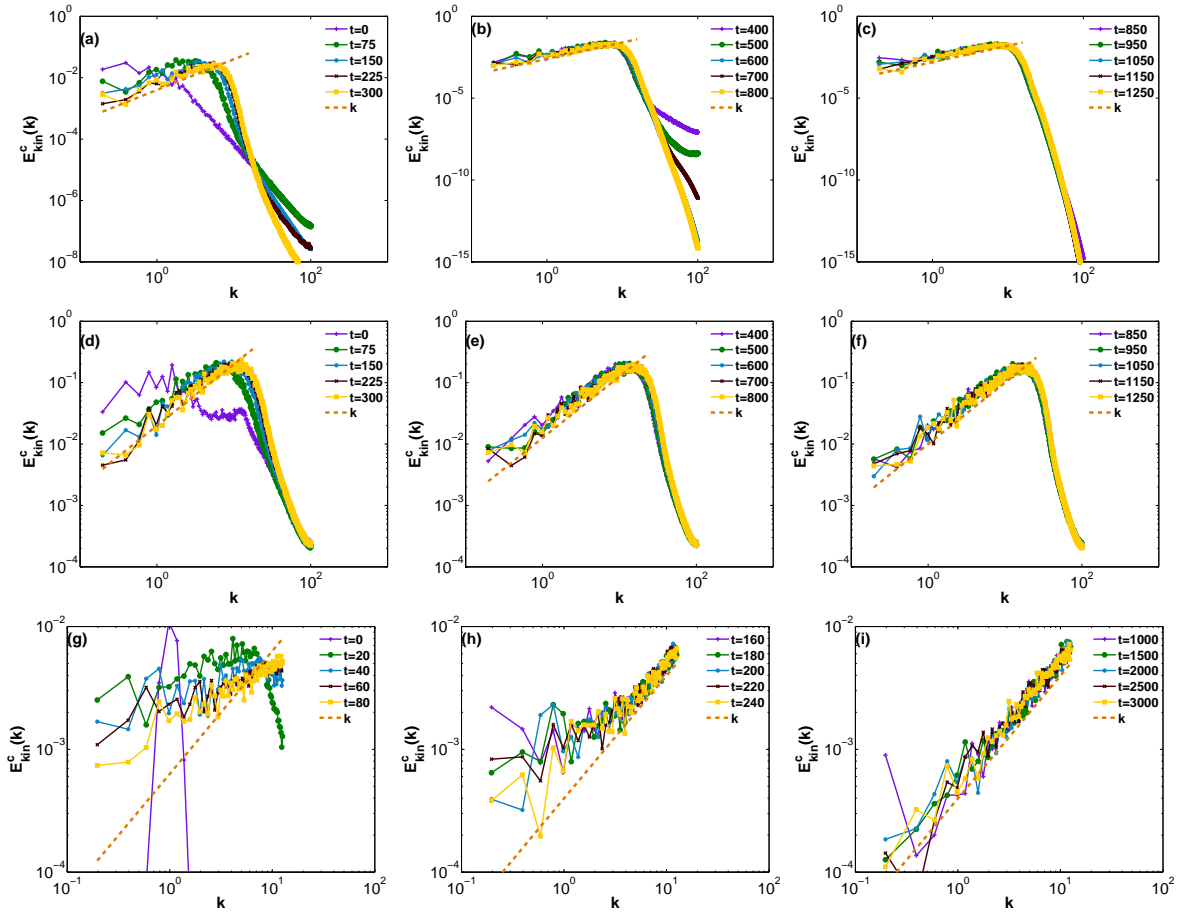 (a)
10^0
10^-2
10^-4
10^-6
10^-8
10^0
10^2
E^c_kin(k)
k
t=0
t=75
t=150
t=225
t=300
k
(b)
10^0
10^-5
10^-10
10^-15
10^0
10^2
E^c_kin(k)
k
t=400
t=500
t=600
t=700
t=800
k
(c)
10^0
10^-5
10^-10
10^-15
10^0
10^2
E^c_kin(k)
k
t=850
t=950
t=1050
t=1150
t=1250
k
(d)
10^0
10^-1
10^-2
10^-3
10^-4
10^0
10^2
E^c_kin(k)
k
t=0
t=75
t=150
t=225
t=300
k
(e)
10^0
10^-1
10^-2
10^-3
10^-4
10^0
10^2
E^c_kin(k)
k
t=400
t=500
t=600
t=700
t=800
k
(f)
10^0
10^-1
10^-2
10^-3
10^-4
10^0
10^2
E^c_kin(k)
k
t=850
t=950
t=1050
t=1150
t=1250
k
(g)
10^-2
10^-3
10^-4
10^-1
10^0
10^1
10^2
E^c_kin(k)
k
t=0
t=20
t=40
t=60
t=80
k
(h)
10^-2
10^-3
10^-4
10^-1
10^0
10^1
10^2
E^c_kin(k)
k
t=160
t=180
t=200
t=220
t=240
k
(i)
10^-2
10^-3
10^-4
10^-1
10^0
10^1
10^2
E^c_kin(k)
k
t=1000
t=1500
t=2000
t=2500
t=3000
k